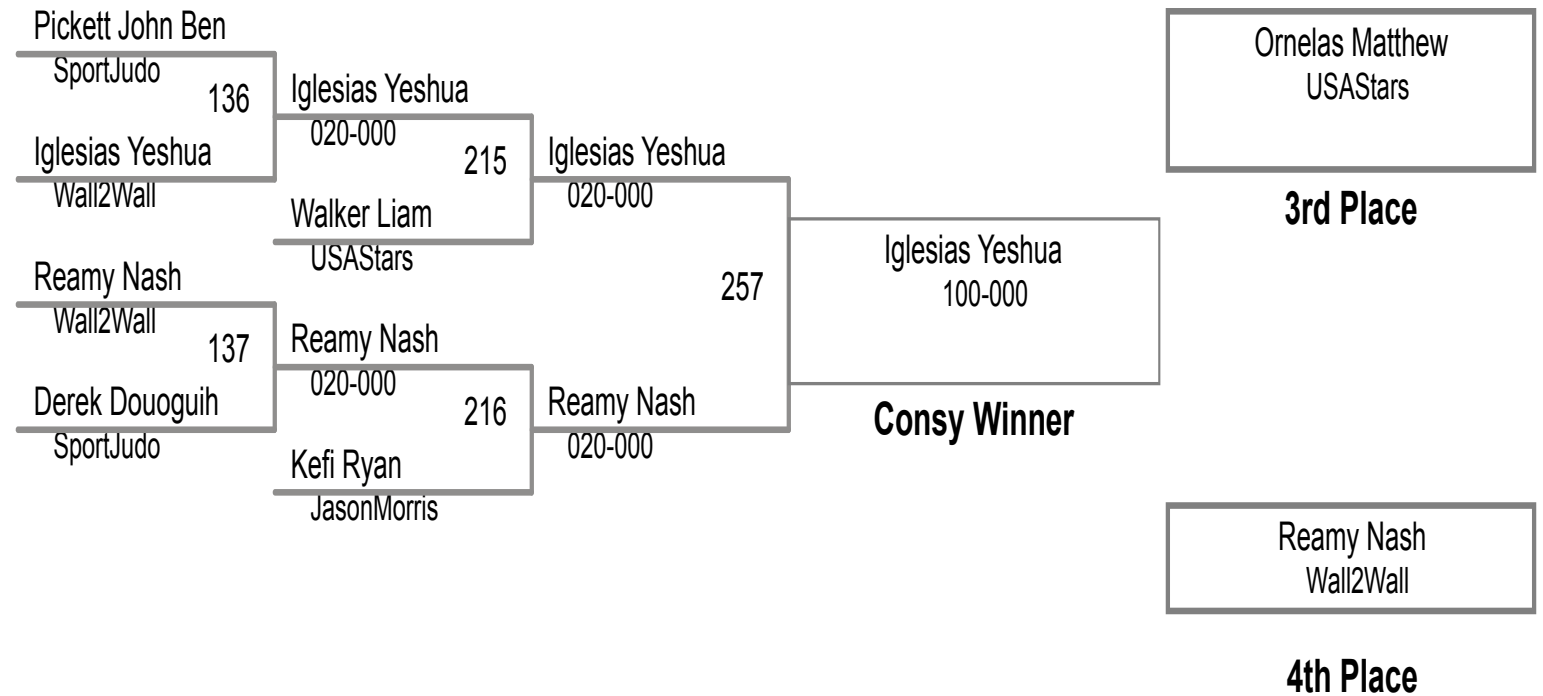 Pickett John Ben
SportJudo
136
Iglesias Yeshua
Wall2Wall
Reamy Nash
Wall2Wall
137
Derek Douoguih
SportJudo
Iglesias Yeshua
020-000
215
Walker Liam
USAStars
Reamy Nash
020-000
216
Kefi Ryan
JasonMorris
Iglesias Yeshua
020-000
257
Reamy Nash
020-000
Iglesias Yeshua
100-000
Consy Winner
Ornelas Matthew
USAStars
3rd Place
Reamy Nash
Wall2Wall
4th Place